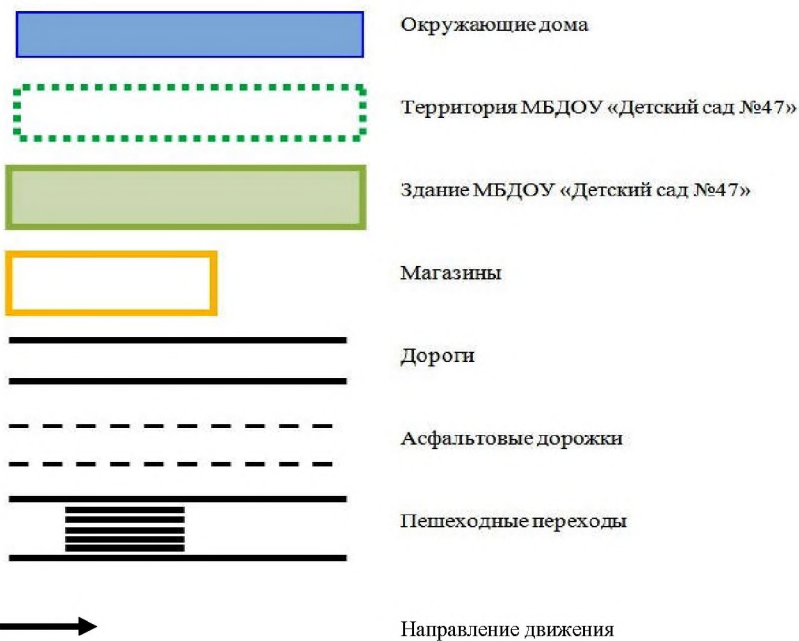 Окружающие дома
Территория МБДОУ «Детский сад №47»
Здание МБДОУ «Детский сад №47»
Магазины
Дороги
Асфальтовые дорожки
Пешеходные переходы
Направление движения